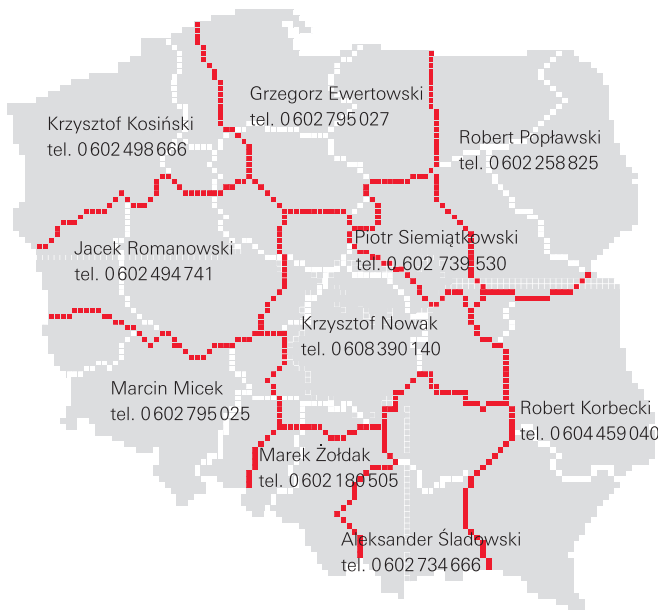 Grzegorz Ewertowski
tel. 0 602 795 027
Krzysztof Kosiński
tel. 0 602 498 666
Robert Popławski
tel. 0 602 258 825
Piotr Siemiątkowski
tel. 0 602 739 530
Jacek Romanowski
tel. 0 602 494 741
Krzysztof Nowak
tel. 0 608 390 140
Marcin Micek
tel. 0 602 795 025
Robert Korbecki
tel. 0 604 459 040
Marek Żołdak
tel. 0 602 189 505
Aleksander Śladowski
tel. 0 602 734 666